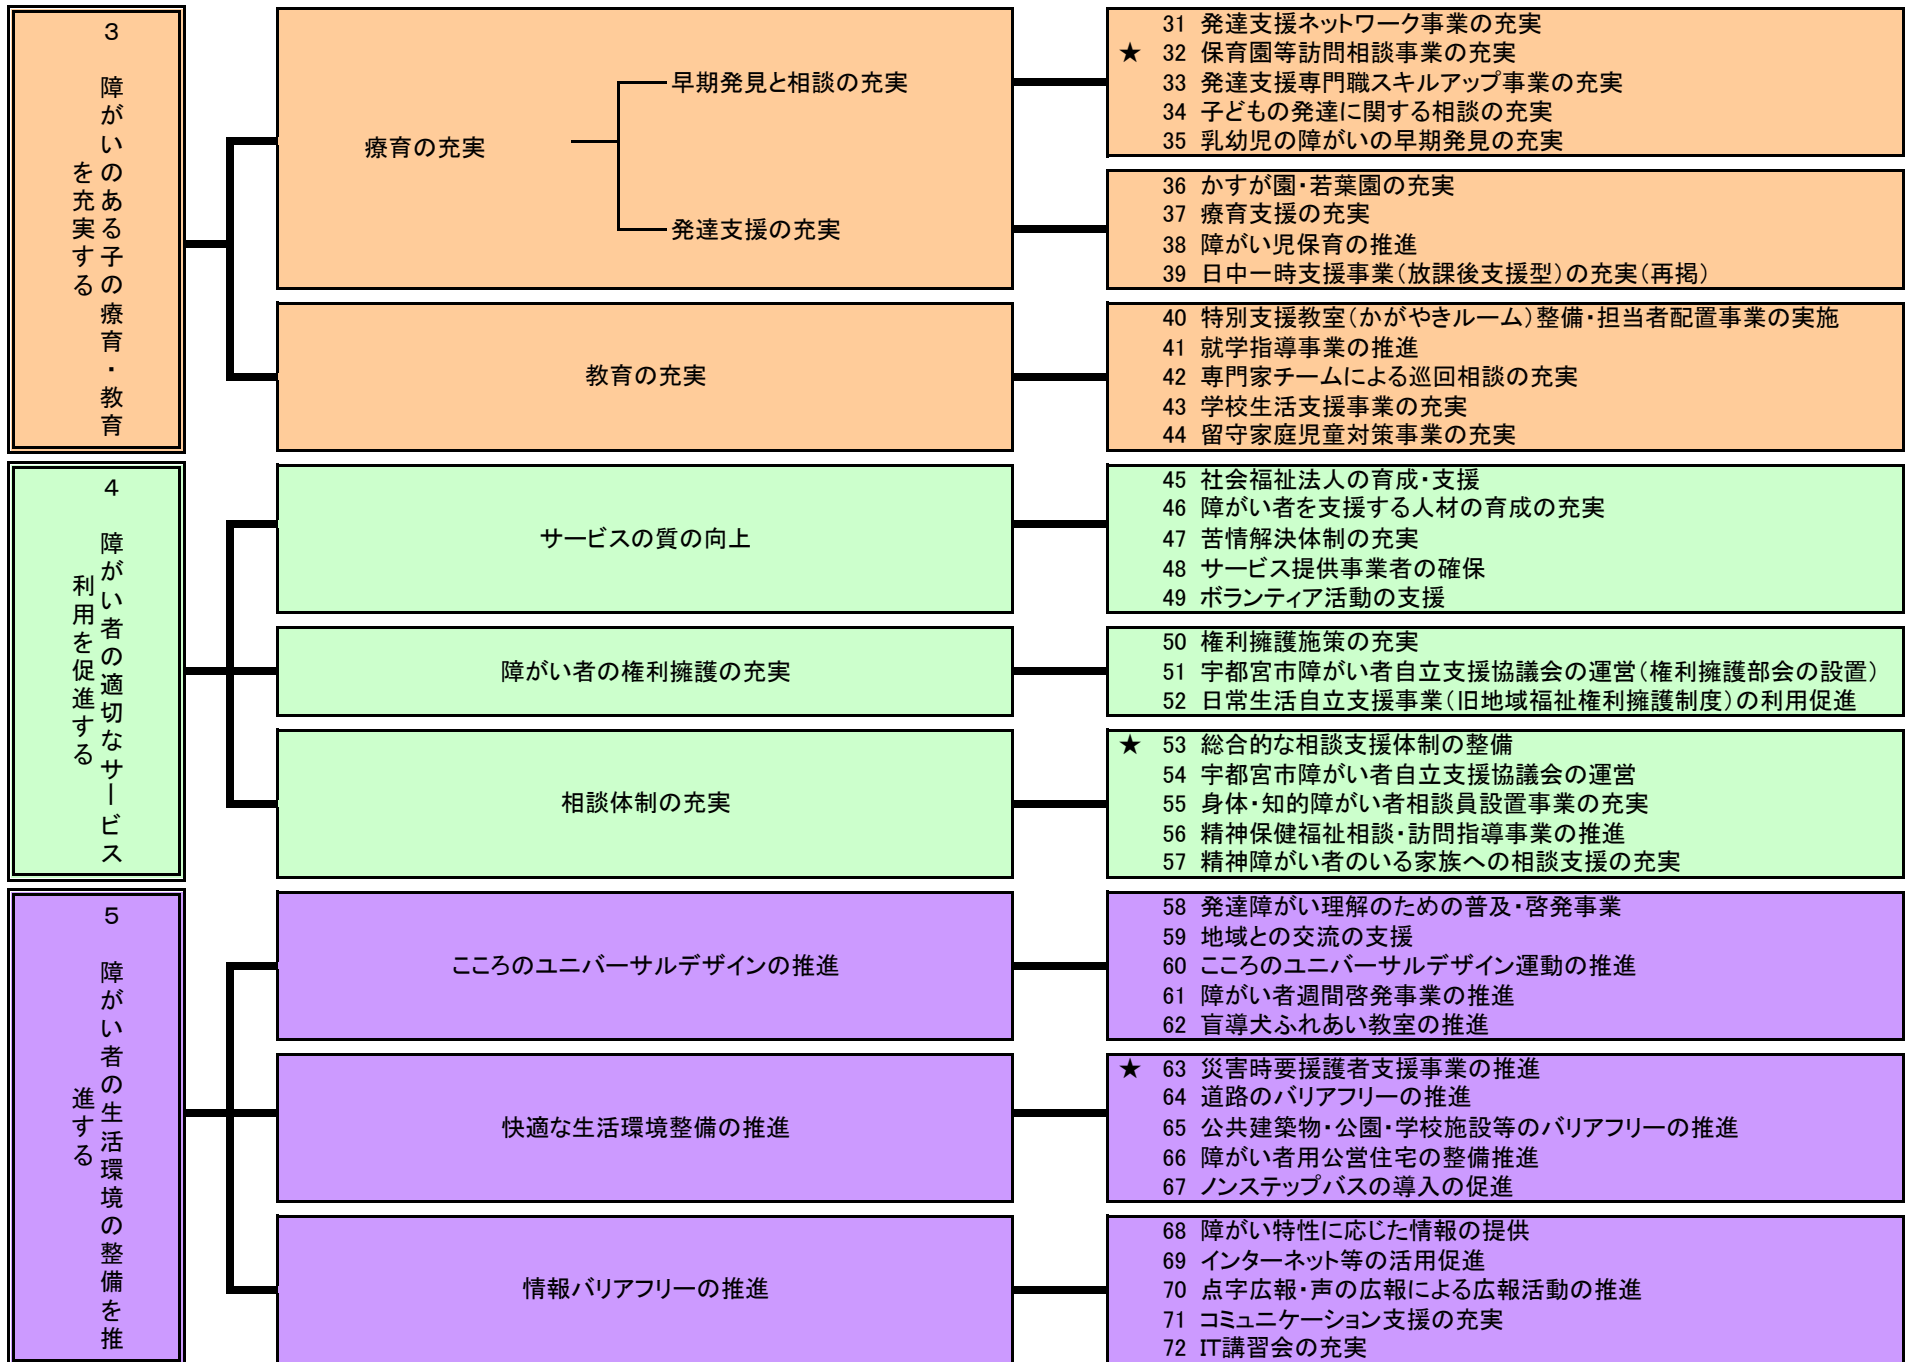 3 障がいのある子の療育・教育
を充実する
療育の充実
早期発見と相談の充実
31 発達支援ネットワーク事業の充実
★ 32 保育園等訪問相談事業の充実
33 発達支援専門職スキルアップ事業の充実
34 子どもの発達に関する相談の充実
35 乳幼児の障がいの早期発見の充実
発達支援の充実
36 かすが園・若葉園の充実
37 療育支援の充実
38 障がい児保育の推進
39 日中一時支援事業(放課後支援型)の充実(再掲)
教育の充実
40 特別支援教室(かがやきルーム)整備・担当者配置事業の実施
41 就学指導事業の推進
42 専門家チームによる巡回相談の充実
43 学校生活支援事業の充実
44 留守家庭児童対策事業の充実
4 障がい者の適切なサービス
利用を促進する
サービスの質の向上
45 社会福祉法人の育成・支援
46 障がい者を支援する人材の育成の充実
47 苦情解決体制の充実
48 サービス提供事業者の確保
49 ボランティア活動の支援
障がい者の権利擁護の充実
50 権利擁護施策の充実
51 宇都宮市障がい者自立支援協議会の運営(権利擁護部会の設置)
52 日常生活自立支援事業(旧地域福祉権利擁護制度)の利用促進
相談体制の充実
★ 53 総合的な相談支援体制の整備
54 宇都宮市障がい者自立支援協議会の運営
55 身体・知的障がい者相談員設置事業の充実
56 精神保健福祉相談・訪問指導事業の推進
57 精神障がい者のいる家族への相談支援の充実
5 障がい者の生活環境の整備を推
進する
こころのユニバーサルデザインの推進
58 発達障がい理解のための普及・啓発事業
59 地域との交流の支援
60 こころのユニバーサルデザイン運動の推進
61 障がい者週間啓発事業の推進
62 盲導犬ふれあい教室の推進
快適な生活環境整備の推進
★ 63 災害時要援護者支援事業の推進
64 道路のバリアフリーの推進
65 公共建築物・公園・学校施設等のバリアフリーの推進
66 障がい者用公営住宅の整備推進
67 ノンステップバスの導入の促進
情報バリアフリーの推進
68 障がい特性に応じた情報の提供
69 インターネット等の活用促進
70 点字広報・声の広報による広報活動の推進
71 コミュニケーション支援の充実
72 IT講習会の充実